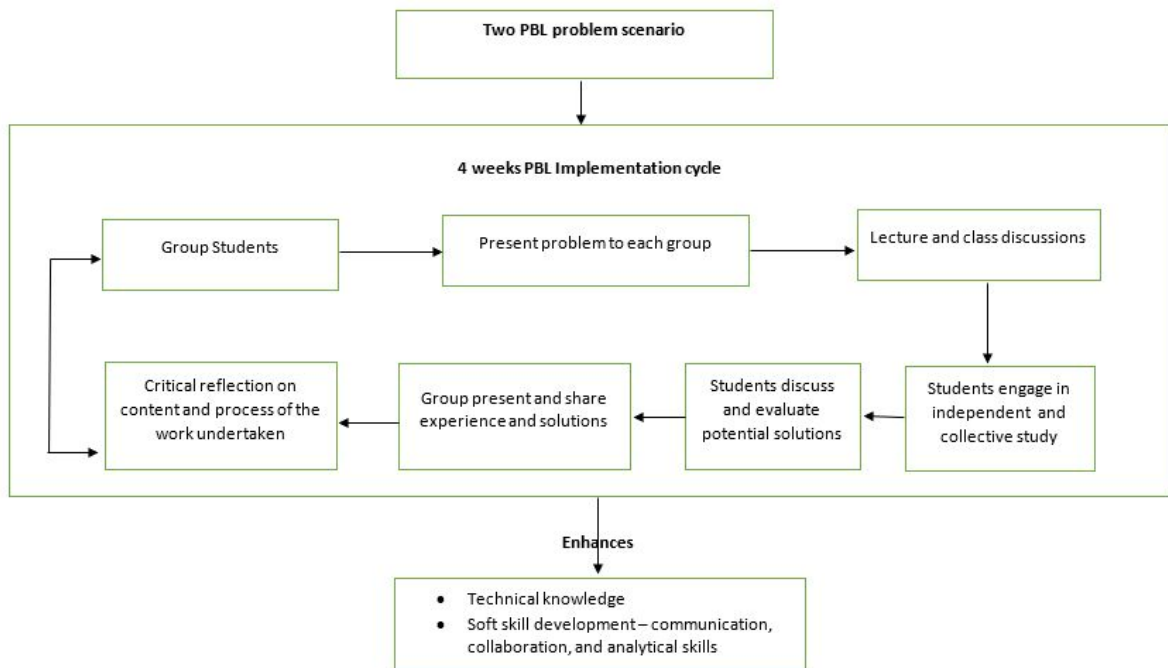 Two PBL problem scenario
4 weeks PBL Implementation cycle
Group Students
Present problem to each group
Lecture and class discussions
Critical reflection on
content and process of the
work undertaken
Group present and share
experience and solutions
Students discuss
and evaluate
potential solutions
Students engage in
independent and
collective study
Enhances
• Technical knowledge
• Soft skill development – communication,
collaboration, and analytical skills